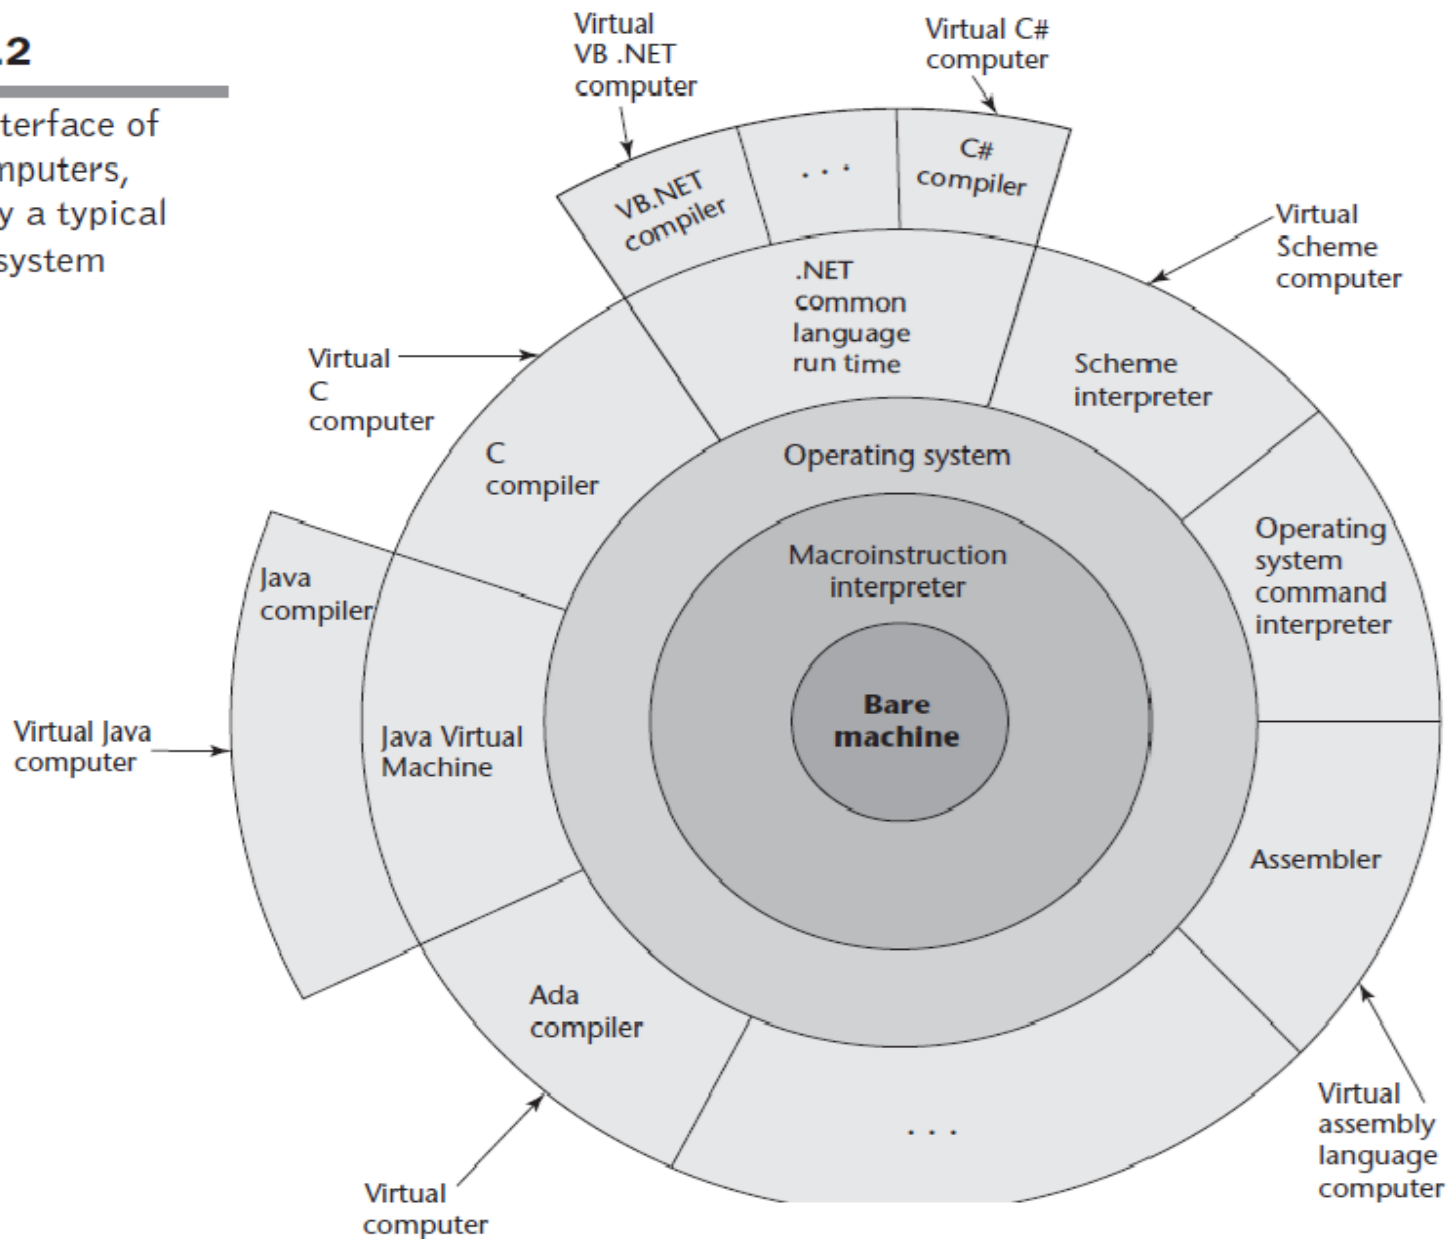 .2
terface of
mputers,
y a typical
system
Virtual
VB .NET
computer
Virtual C#
computer
VB.NET
compiler
. . .
C#
compiler
.NET
common
language
run time
Virtual
Scheme
computer
Scheme
interpreter
Virtual
C
computer
C
compiler
Operating system
Operating
system
command
interpreter
Macroinstruction
interpreter
Java
compiler
Bare
machine
Java Virtual
Machine
Virtual Java
computer
Assembler
Ada
compiler
. . .
Virtual
computer
Virtual
assembly
language
computer